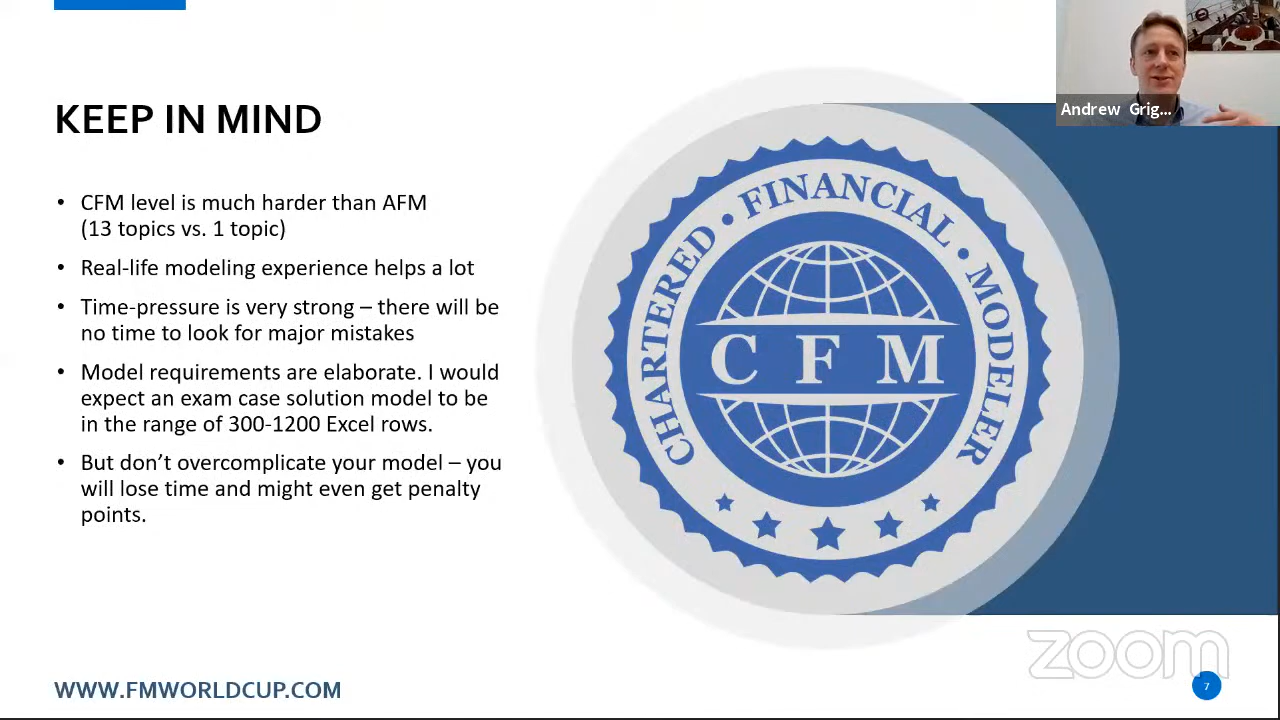 Andrew Grig...
KEEP IN MIND
• CFM level is much harder than AFM
(13 topics vs. 1 topic)
• Real-life modeling experience helps a lot
• Time-pressure is very strong – there will be
no time to look for major mistakes
• Model requirements are elaborate. I would
expect an exam case solution model to be
in the range of 300-1200 Excel rows.
• But don’t overcomplicate your model – you
will lose time and might even get penalty
points.
CHARTERED • FINANCIAL • MODELER
CFM
zoom
WWW.FMWORLDCUP.COM
7